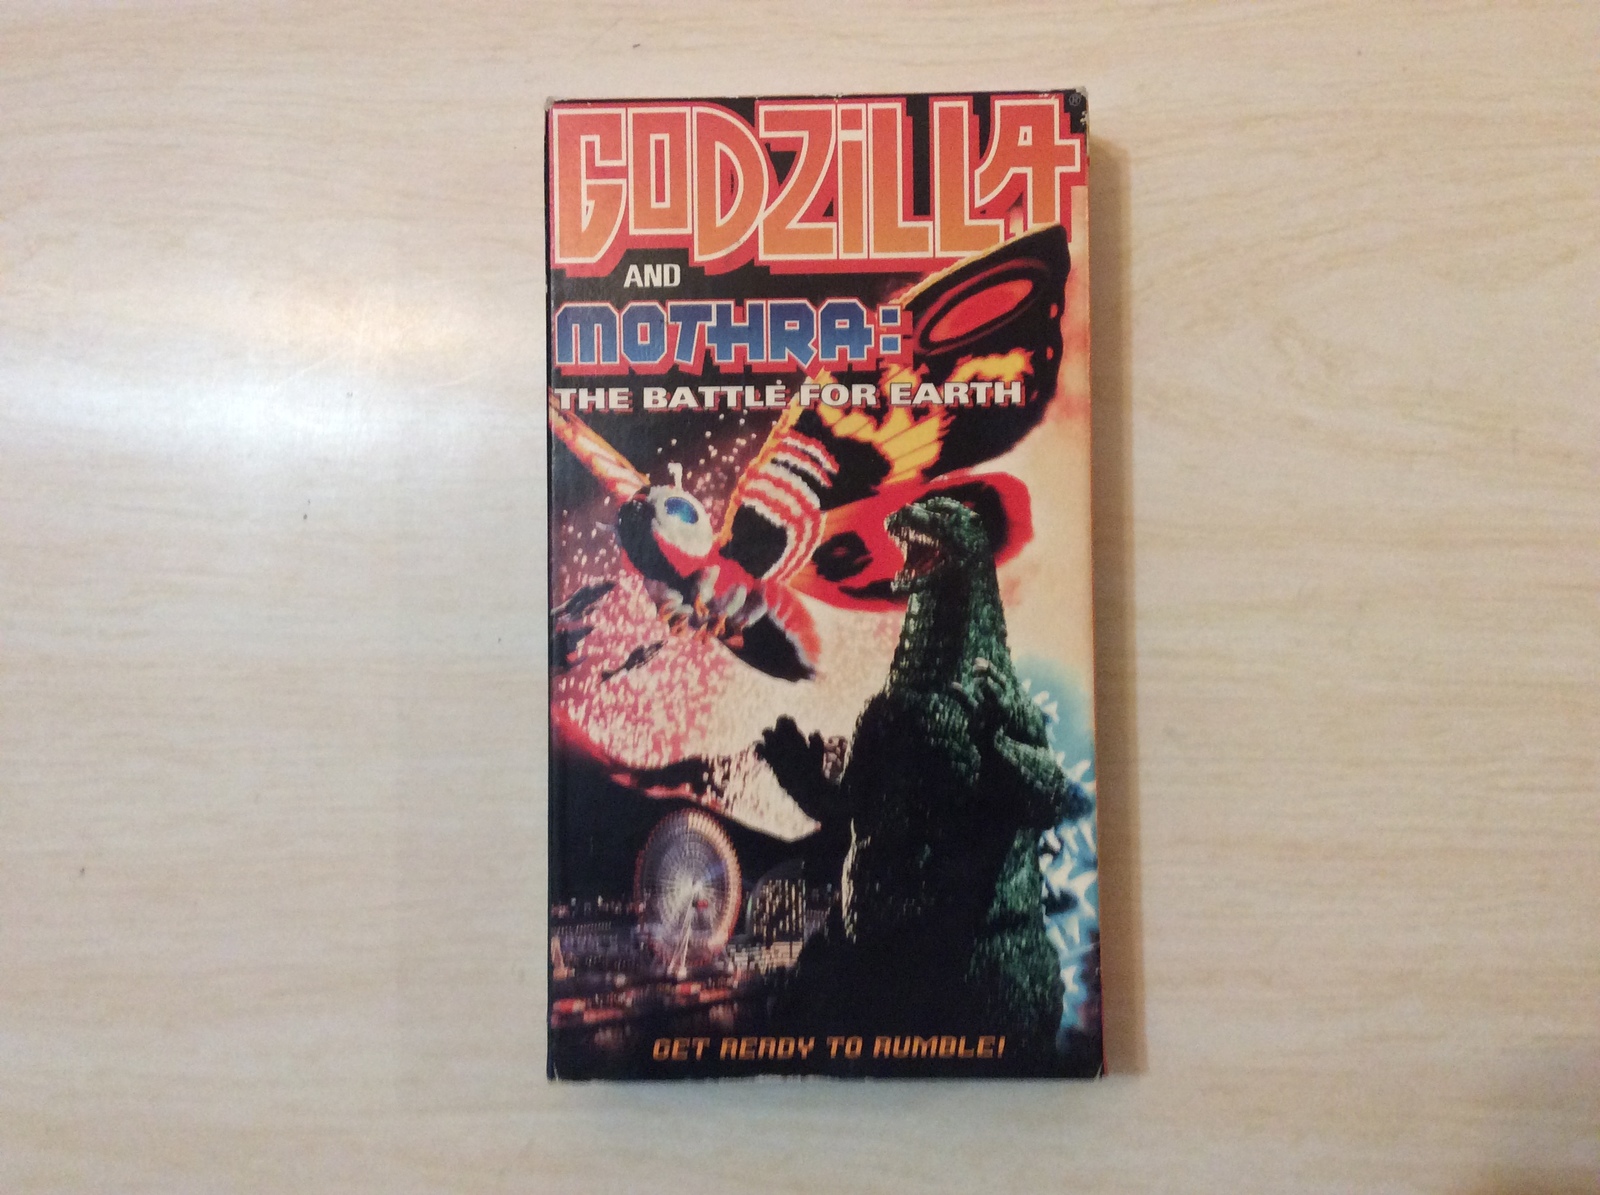 GODZiLLA®
AND
MOTHRA:
THE BATTLE FOR EARTH
GET READY TO RUMBLE!